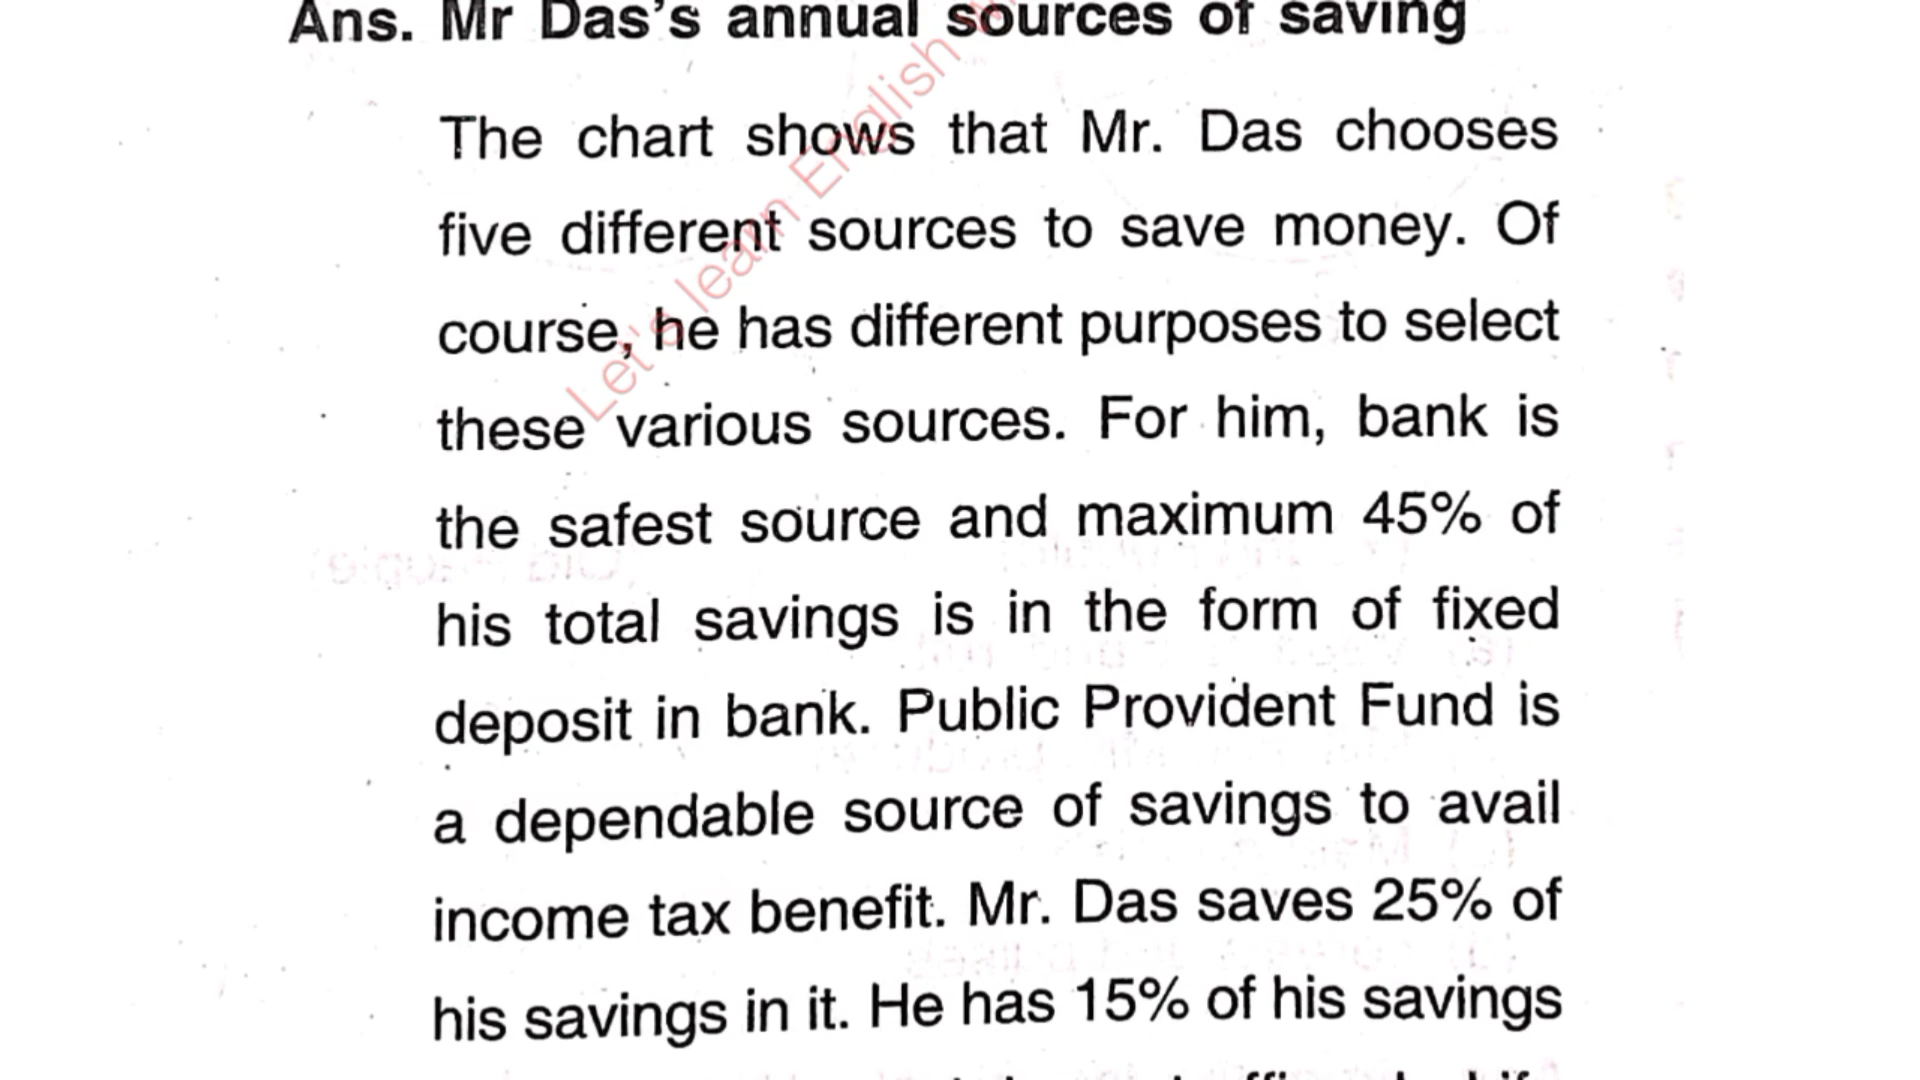 Ans. Mr Das's annual sources of saving
Let's learn English
The chart shows that Mr. Das chooses
five different sources to save money. Of
course, he has different purposes to select
these various sources. For him, bank is
the safest source and maximum 45% of
his total savings is in the form of fixed
deposit in bank. Public Provident Fund is
a dependable source of savings to avail
income tax benefit. Mr. Das saves 25% of
his savings in it. He has 15% of his savings